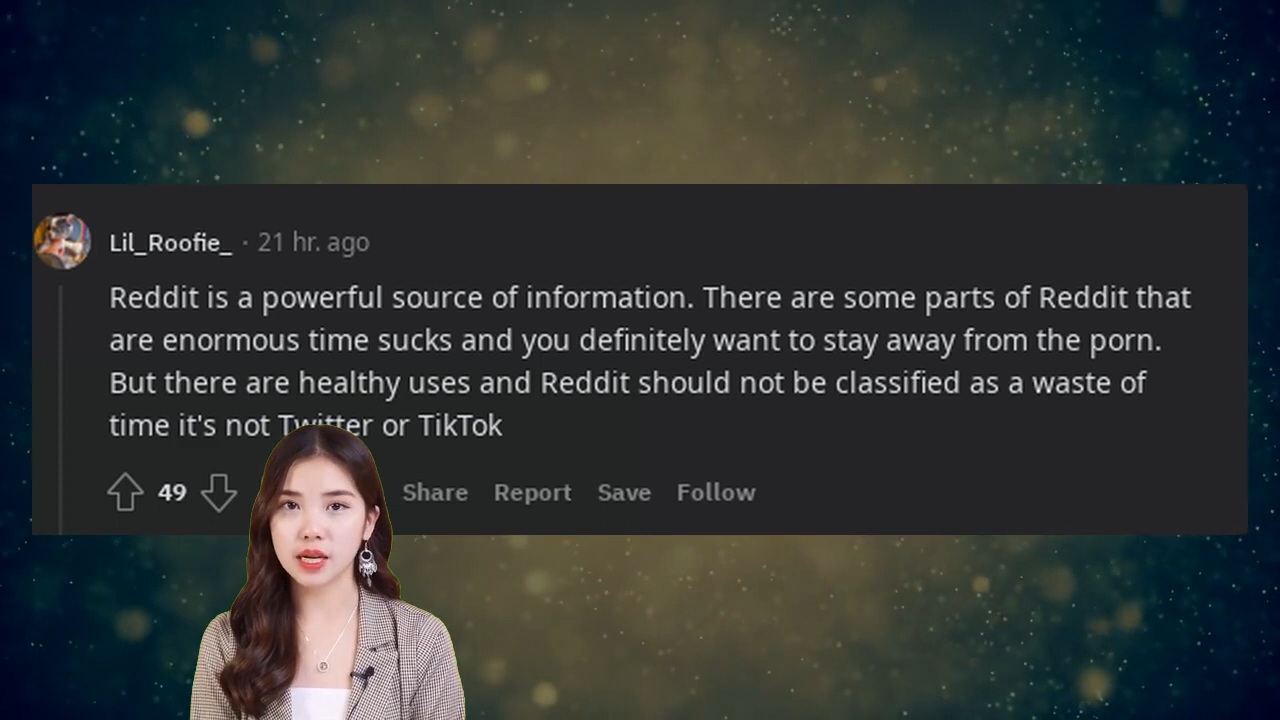 Lil_Roofie_ · 21 hr. ago
Reddit is a powerful source of information. There are some parts of Reddit that
are enormous time sucks and you definitely want to stay away from the porn.
But there are healthy uses and Reddit should not be classified as a waste of
time it's not Twitter or TikTok
49 Share Report Save Follow